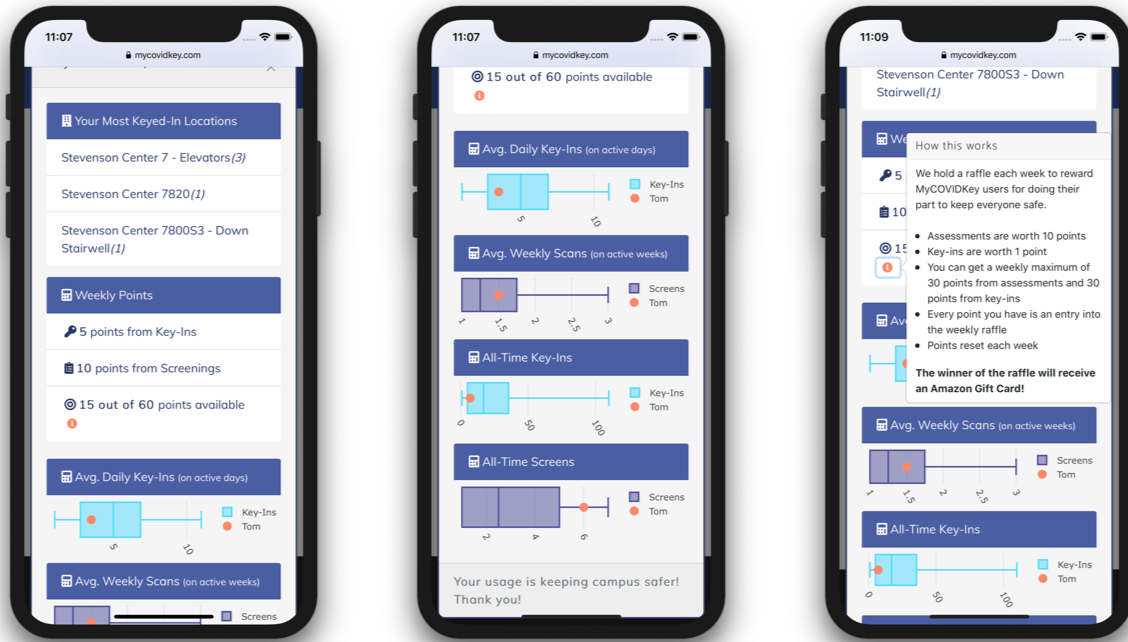 11:07
mycovidkey.com
Your Most Keyed-In Locations
Stevenson Center 7 - Elevators(3)
Stevenson Center 7820(1)
Stevenson Center 7800S3 - Down
Stairwell(1)
Weekly Points
5 points from Key-Ins
10 points from Screenings
15 out of 60 points available
Avg. Daily Key-Ins (on active days)
Key-Ins
Tom
5
10
Avg. Weekly Scans (on active weeks)
Screens
11:07
mycovidkey.com
15 out of 60 points available
Avg. Daily Key-Ins (on active days)
Key-Ins
Tom
5
10
Avg. Weekly Scans (on active weeks)
Screens
Tom
1
1.5
2
2.5
3
All-Time Key-Ins
Key-Ins
Tom
0
50
100
All-Time Screens
Screens
Tom
2
4
6
Your usage is keeping campus safer!
Thank you!
11:09
mycovidkey.com
Stevenson Center 7800S3 - Down
Stairwell(1)
We
5
10
15
Av
How this works
We hold a raffle each week to reward
MyCOVIDKey users for doing their
part to keep everyone safe.
• Assessments are worth 10 points
• Key-ins are worth 1 point
• You can get a weekly maximum of
30 points from assessments and 30
points from key-ins
• Every point you have is an entry into
the weekly raffle
• Points reset each week
The winner of the raffle will receive
an Amazon Gift Card!
Avg. Weekly Scans (on active weeks)
Screens
Tom
1
1.5
2
2.5
3
All-Time Key-Ins
Key-Ins
Tom
0
50
100